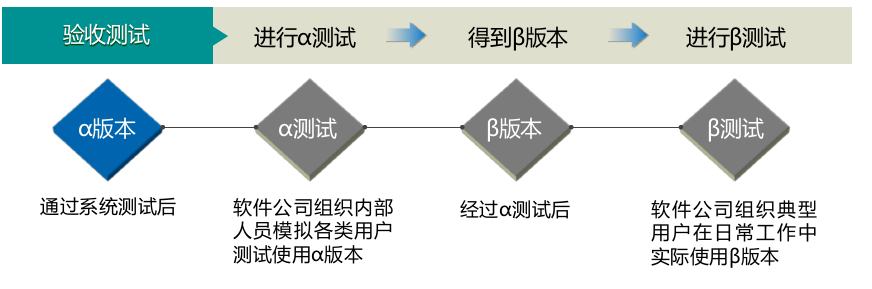 验收测试
进行α测试
得到β版本
进行β测试
α版本
α测试
β版本
β测试
通过系统测试后
软件公司组织内部
人员模拟各类用户
测试使用α版本
经过α测试后
软件公司组织典型
用户在日常工作中
实际使用β版本